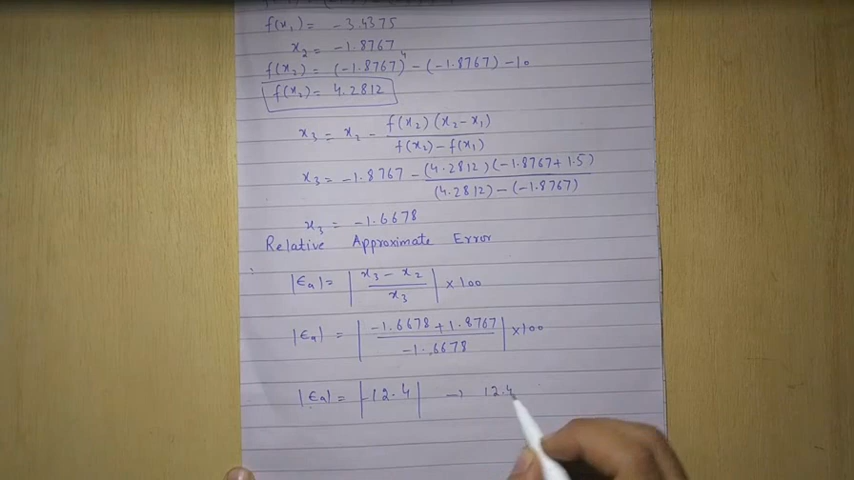 f(x₁) = -3.4375
x₂ = -1.8767
f(x₂) = (-1.8767)⁴ - (-1.8767) - 10
f(x₂) = 4.2812
x₃ = x₂ - f(x₂)(x₂-x₁) / f(x₂) - f(x₁)
x₃ = -1.8767 - (4.2812)(-1.8767+1.5) / (4.2812) - (-1.8767)
x₃ = -1.6678
Relative Approximate Error
|εₐ| = |x₃ - x₂ / x₃| × 100
|εₐ| = |-1.6678 + 1.8767 / -1.6678| × 100
|εₐ| = |-12.4| → 12.4